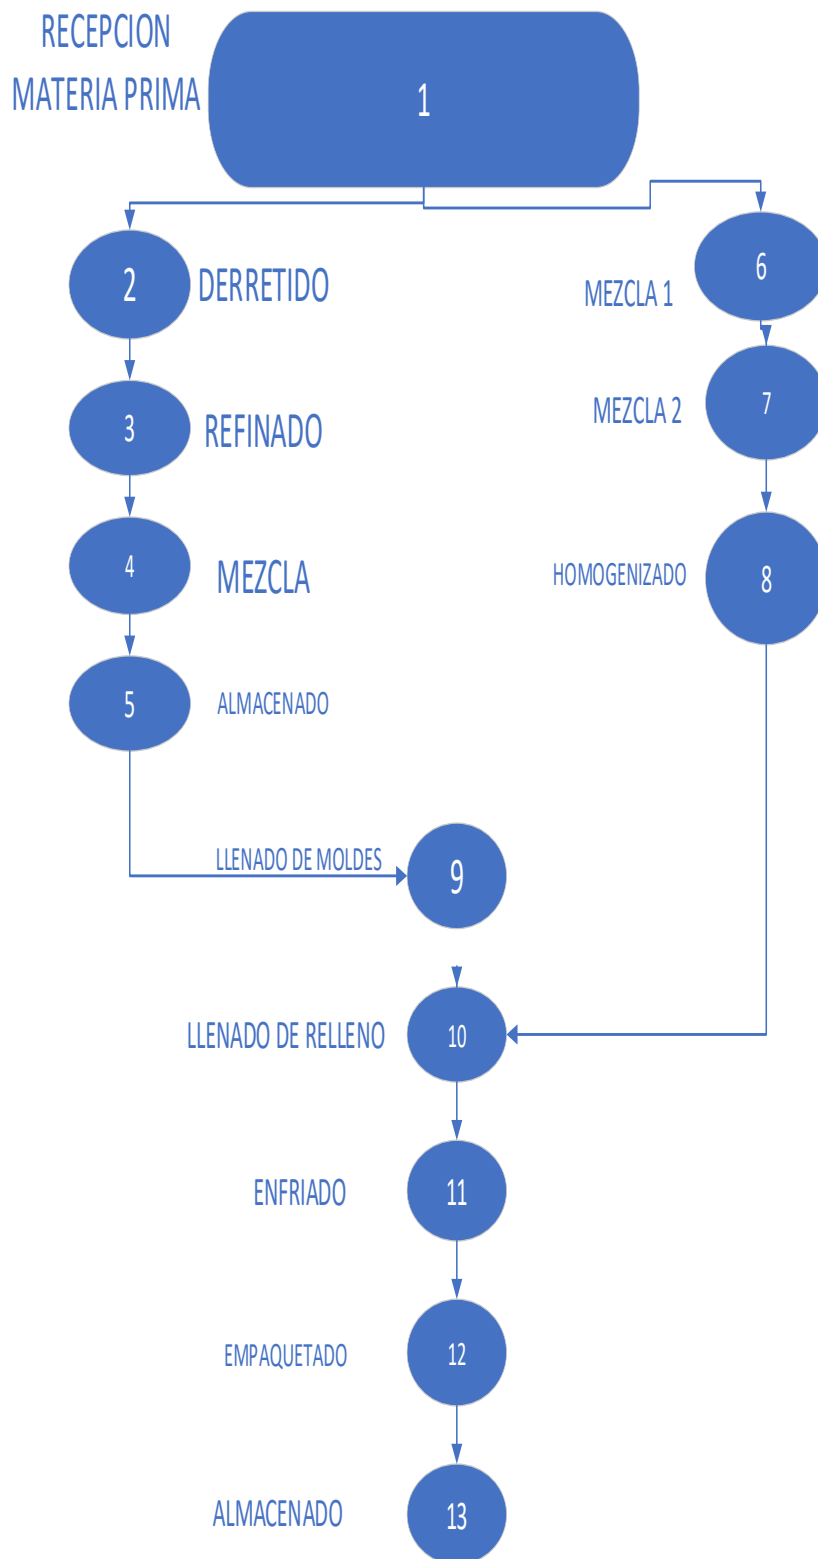 RECEPCION
MATERIA PRIMA
1
2
DERRETIDO
3
REFINADO
4
MEZCLA
5
ALMACENADO
MEZCLA 1
6
MEZCLA 2
7
HOMOGENIZADO
8
LLENADO DE MOLDES
9
LLENADO DE RELLENO
10
ENFRIADO
11
EMPAQUETADO
12
ALMACENADO
13